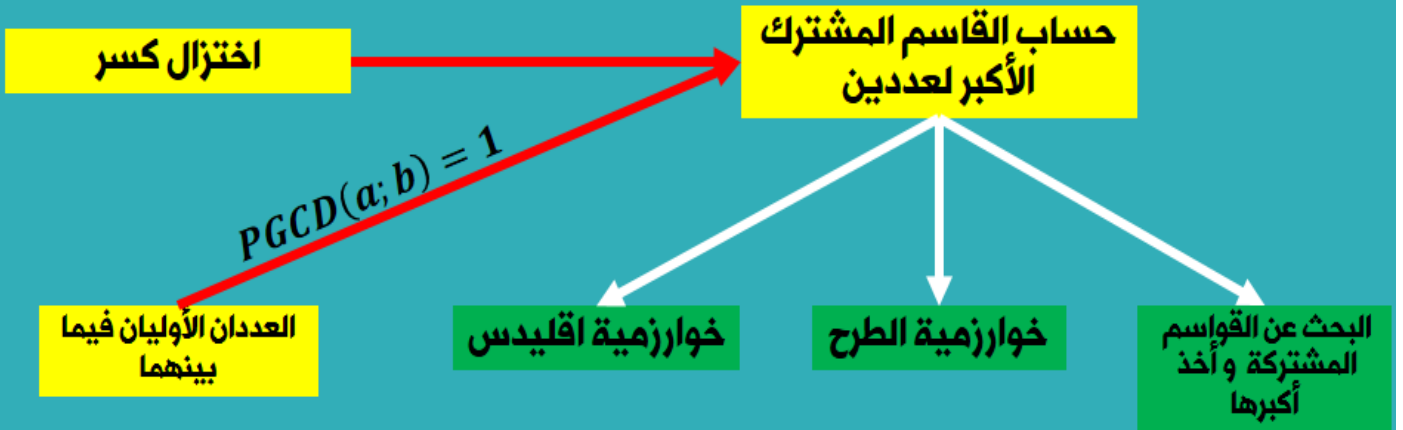 حساب القاسم المشترك
الأكبر لعددين
اختزال كسر
PGCD(a; b) = 1
البحث عن القواسم
المشتركة و أخذ
أكبرها
خوارزمية الطرح
خوارزمية اقليدس
العددان الأوليان فيما
بينهما